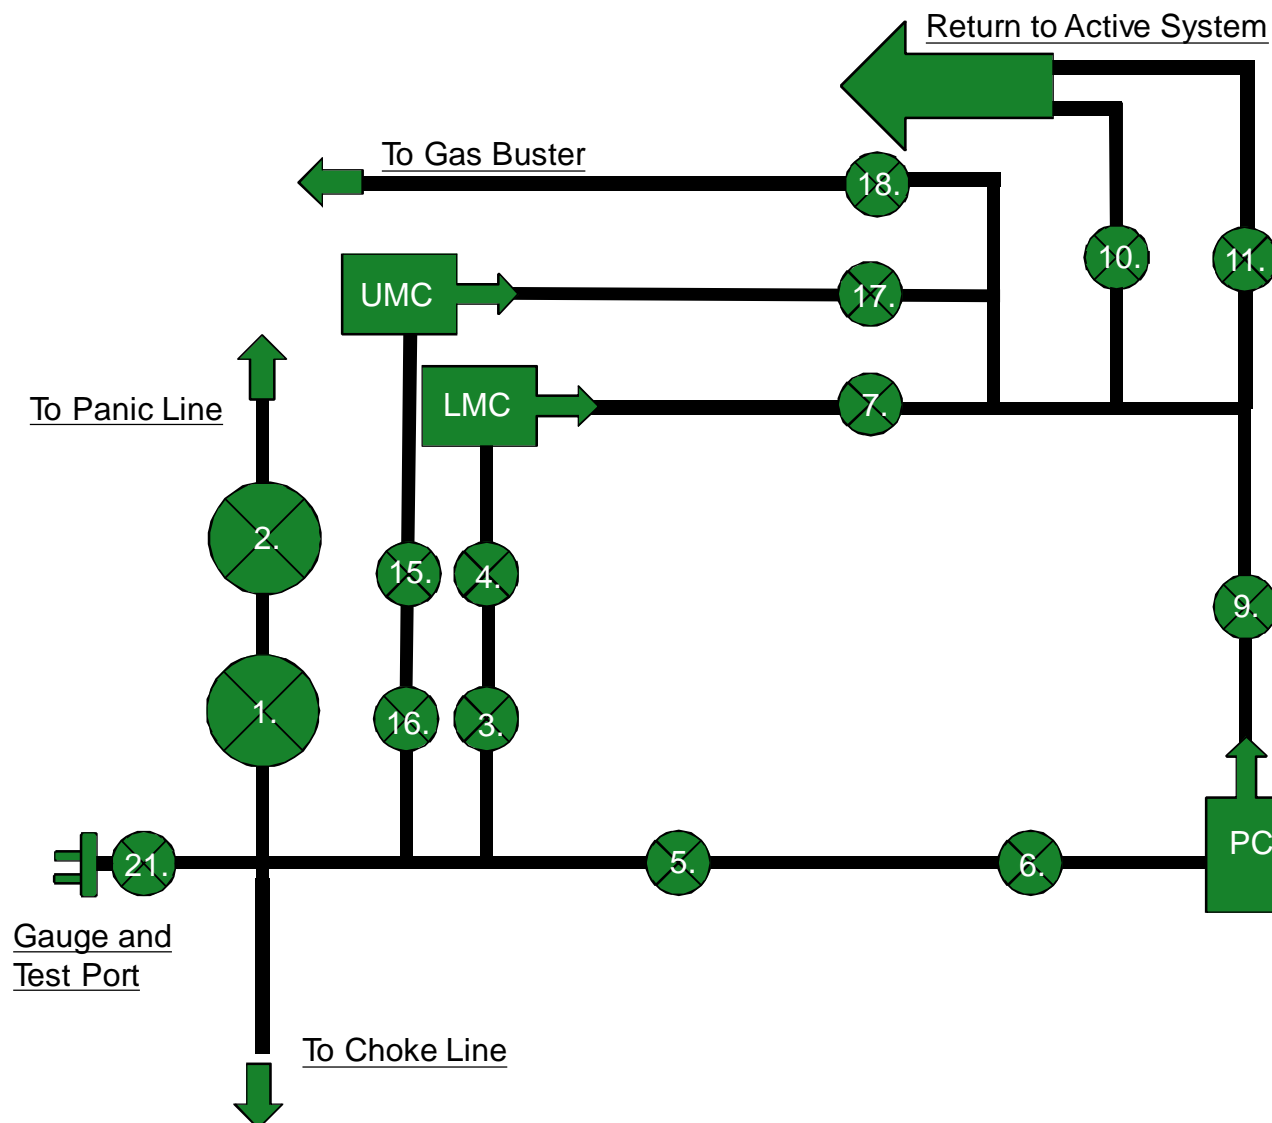 Return to Active System
To Gas Buster
18.
10.
11.
UMC
17.
To Panic Line
LMC
7.
2.
15.
4.
9.
1.
16.
3.
PC
21.
5.
6.
Gauge and
Test Port
To Choke Line